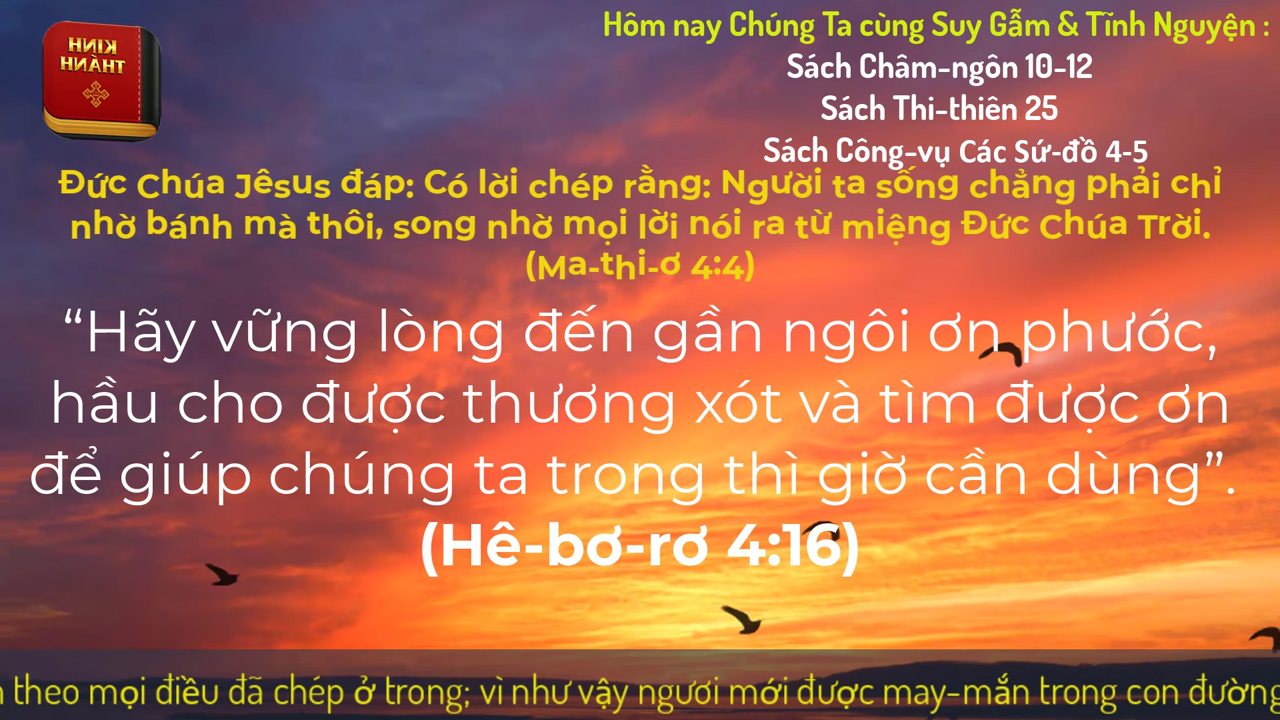 KINH
THÁNH
Hôm nay Chúng Ta cùng Suy Gẫm & Tĩnh Nguyện :
Sách Châm-ngôn 10-12
Sách Thi-thiên 25
Sách Công-vụ Các Sứ-đồ 4-5
Đức Chúa Jêsus đáp: Có lời chép rằng: Người ta sống chẳng phải chỉ
nhờ bánh mà thôi, song nhờ mọi lời nói ra từ miệng Đức Chúa Trời.
(Ma-thi-ơ 4:4)
“Hãy vững lòng đến gần ngôi ơn phước,
hầu cho được thương xót và tìm được ơn
để giúp chúng ta trong thì giờ cần dùng”.
(Hê-bơ-rơ 4:16)
theo mọi điều đã chép ở trong; vì như vậy ngươi mới được may-mắn trong con đường